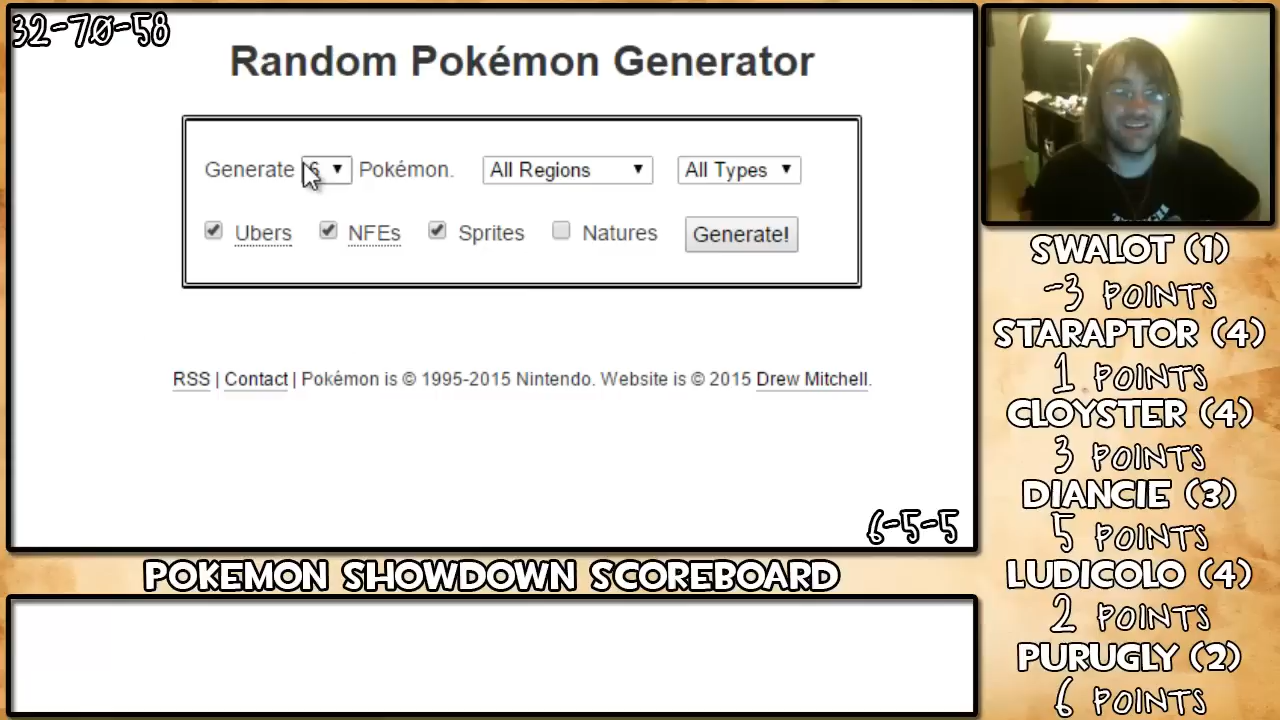 32-70-58
Random Pokémon Generator
Generate 6 Pokémon. All Regions All Types
Ubers NFEs Sprites Natures Generate!
RSS | Contact | Pokémon is © 1995-2015 Nintendo. Website is © 2015 Drew Mitchell.
6-5-5
POKEMON SHOWDOWN SCOREBOARD
SWALOT (1)
-3 POINTS
STARAPTOR (4)
1 POINTS
CLOYSTER (4)
3 POINTS
DIANCIE (3)
5 POINTS
LUDICOLO (4)
2 POINTS
PURUGLY (2)
6 POINTS